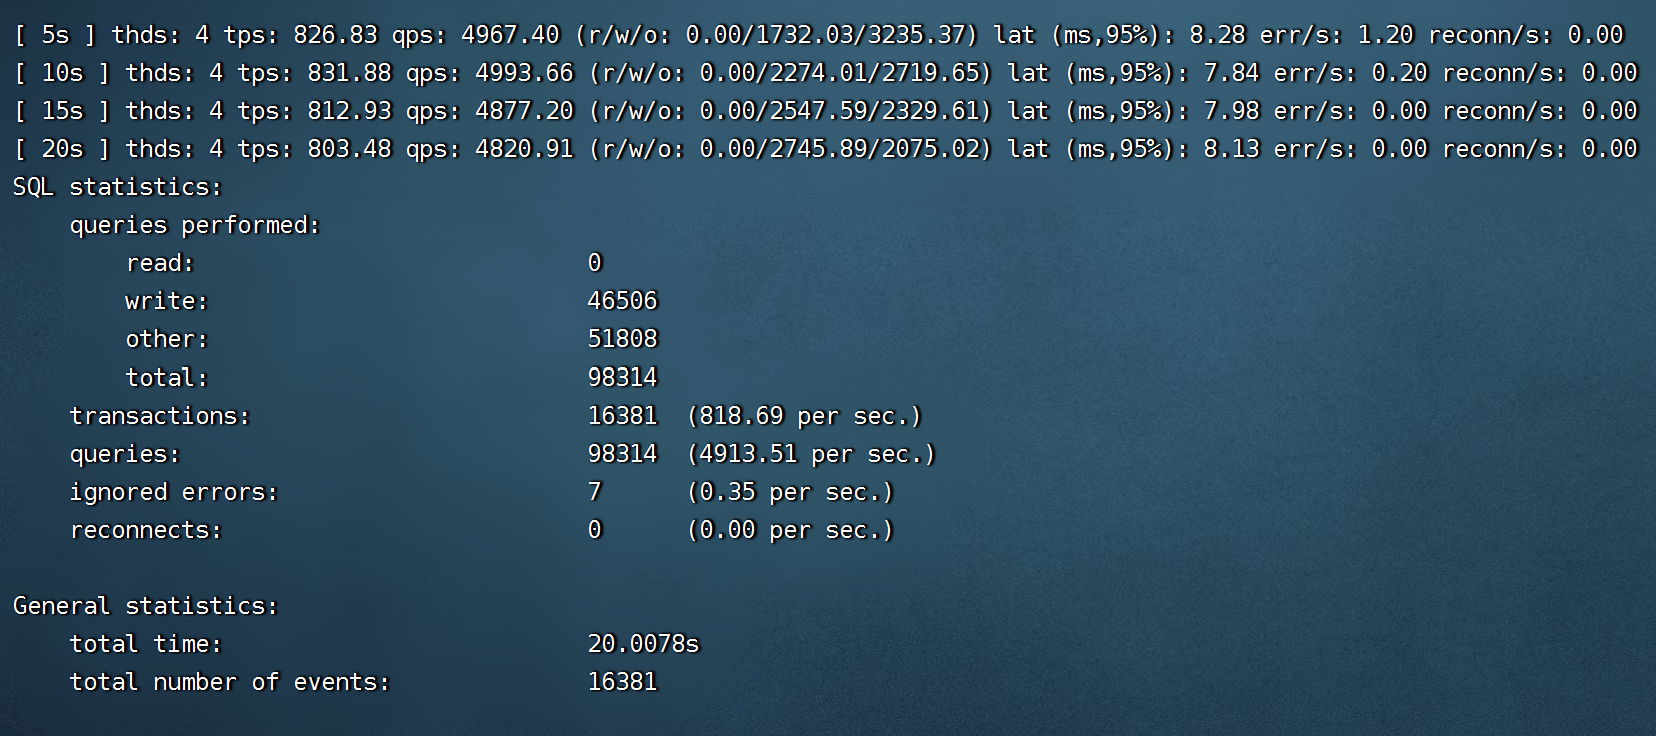 [ 5s ] thds: 4 tps: 826.83 qps: 4967.40 (r/w/o: 0.00/1732.03/3235.37) lat (ms,95%): 8.28 err/s: 1.20 reconn/s: 0.00
[ 10s ] thds: 4 tps: 831.88 qps: 4993.66 (r/w/o: 0.00/2274.01/2719.65) lat (ms,95%): 7.84 err/s: 0.20 reconn/s: 0.00
[ 15s ] thds: 4 tps: 812.93 qps: 4877.20 (r/w/o: 0.00/2547.59/2329.61) lat (ms,95%): 7.98 err/s: 0.00 reconn/s: 0.00
[ 20s ] thds: 4 tps: 803.48 qps: 4820.91 (r/w/o: 0.00/2745.89/2075.02) lat (ms,95%): 8.13 err/s: 0.00 reconn/s: 0.00
SQL statistics:
    queries performed:
        read:                            0
        write:                           46506
        other:                           51808
        total:                           98314
    transactions:                        16381  (818.69 per sec.)
    queries:                             98314  (4913.51 per sec.)
    ignored errors:                      7      (0.35 per sec.)
    reconnects:                          0      (0.00 per sec.)

General statistics:
    total time:                          20.0078s
    total number of events:              16381